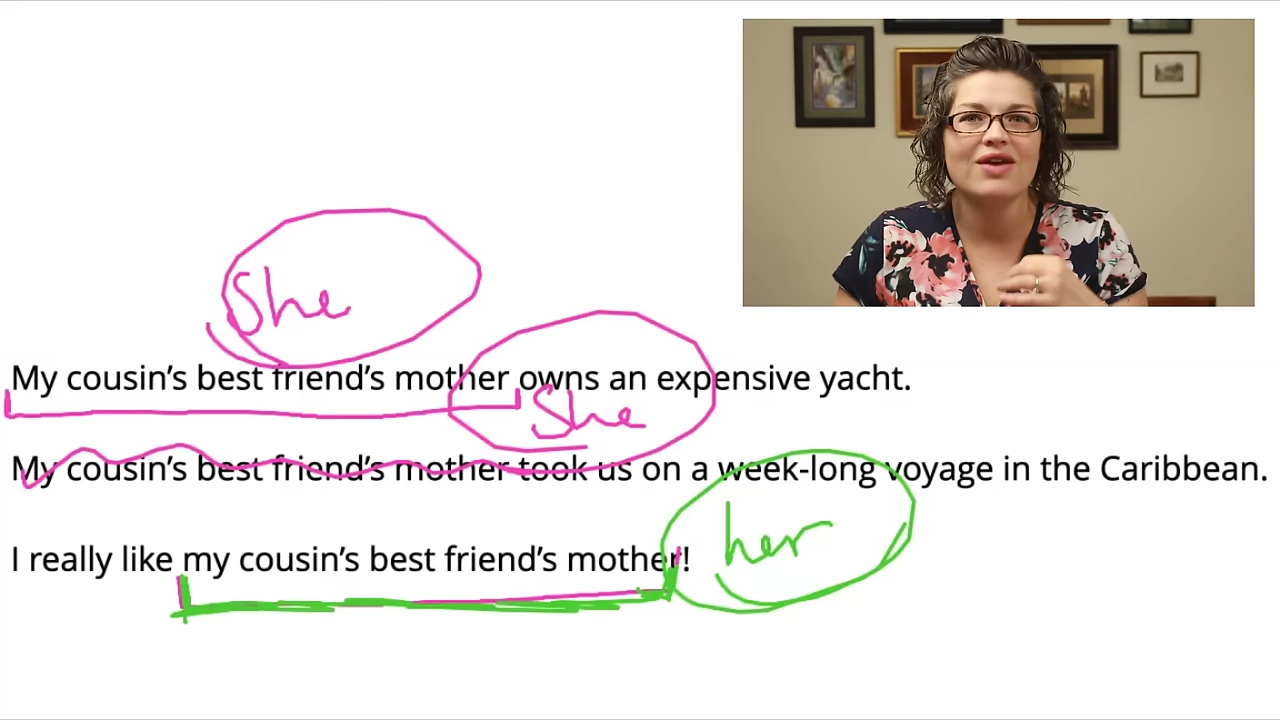 She
My cousin's best friend's mother owns an expensive yacht.
She
My cousin's best friend's mother took us on a week-long voyage in the Caribbean.
her
I really like my cousin's best friend's mother!